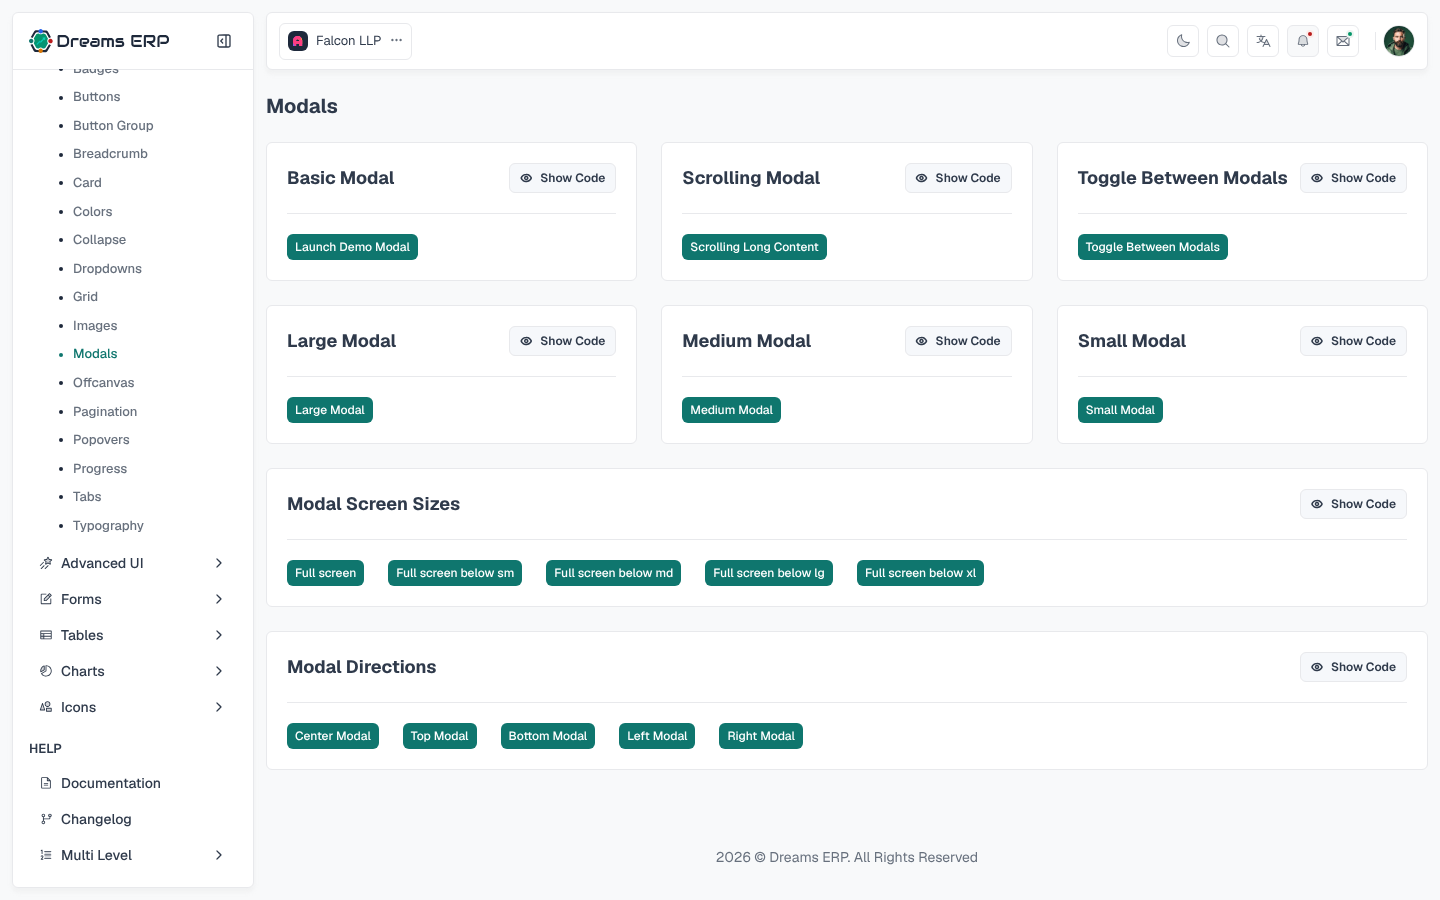 Dreams ERP
Badges
Buttons
Button Group
Breadcrumb
Card
Colors
Collapse
Dropdowns
Grid
Images
Modals
Offcanvas
Pagination
Popovers
Progress
Tabs
Typography
Advanced UI
Forms
Tables
Charts
Icons
HELP
Documentation
Changelog
Multi Level
Falcon LLP
Modals
Basic Modal
Show Code
Launch Demo Modal
Scrolling Modal
Show Code
Scrolling Long Content
Toggle Between Modals
Show Code
Toggle Between Modals
Large Modal
Show Code
Large Modal
Medium Modal
Show Code
Medium Modal
Small Modal
Show Code
Small Modal
Modal Screen Sizes
Show Code
Full screen
Full screen below sm
Full screen below md
Full screen below lg
Full screen below xl
Modal Directions
Show Code
Center Modal
Top Modal
Bottom Modal
Left Modal
Right Modal
2026 © Dreams ERP. All Rights Reserved